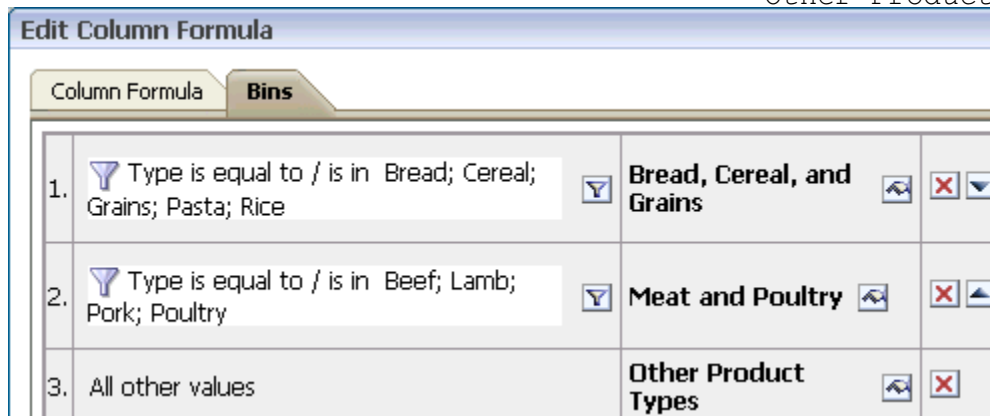 Other Product
Edit Column Formula
Column Formula Bins
1. Type is equal to / is in Bread; Cereal;
Grains; Pasta; Rice
Bread, Cereal, and
Grains
2. Type is equal to / is in Beef; Lamb;
Pork; Poultry
Meat and Poultry
3. All other values
Other Product
Types